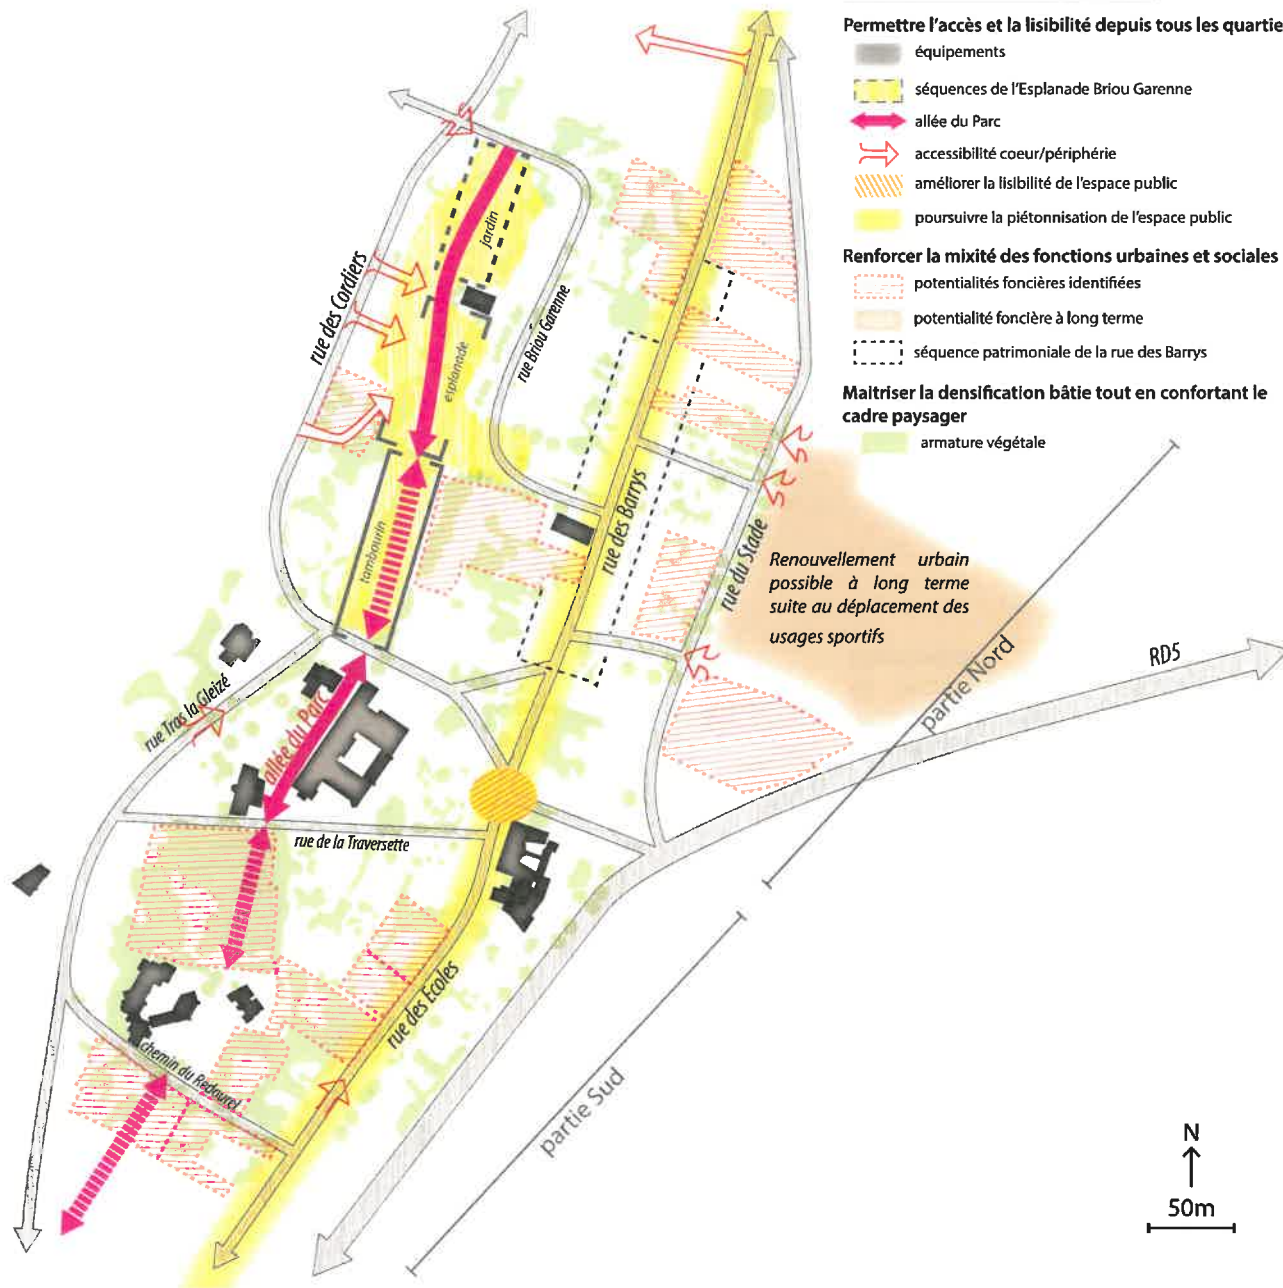 Permettre l'accès et la lisibilité depuis tous les quartie
équipements
séquences de l'Esplanade Briou Garenne
allée du Parc
accessibilité coeur/périphérie
améliorer la lisibilité de l'espace public
poursuivre la piétonnisation de l'espace public
Renforcer la mixité des fonctions urbaines et sociales
potentialités foncières identifiées
potentialité foncière à long terme
séquence patrimoniale de la rue des Barrys
Maitriser la densification bâtie tout en confortant le
cadre paysager
armature végétale
jardin
rue des Cordiers
rue Briou Garenne
esplanade
tambourin
rue des Barrys
rue du Stade
Renouvellement urbain
possible à long terme
suite au déplacement des
usages sportifs
partie Nord
RD5
rue Tras la Gleizé
allée du Parc
rue de la Traversette
rue des Ecoles
chemin du Redourel
partie Sud
N
50m